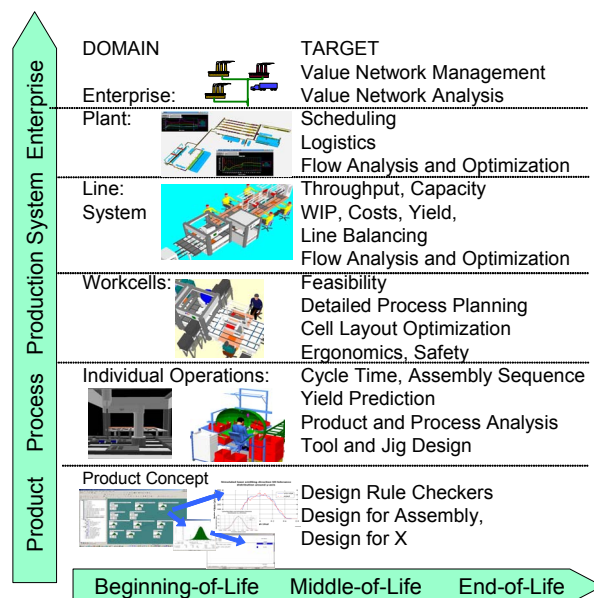 DOMAIN
TARGET
Value Network Management
Enterprise:
Value Network Analysis
Plant:
Scheduling
Logistics
Flow Analysis and Optimization
Line:
System
Throughput, Capacity
WIP, Costs, Yield,
Line Balancing
Flow Analysis and Optimization
Workcells:
Feasibility
Detailed Process Planning
Cell Layout Optimization
Ergonomics, Safety
Individual Operations:
Cycle Time, Assembly Sequence
Yield Prediction
Product and Process Analysis
Tool and Jig Design
Product Concept
Design Rule Checkers
Design for Assembly,
Design for X
Product Process Production System Enterprise
Beginning-of-Life Middle-of-Life End-of-Life